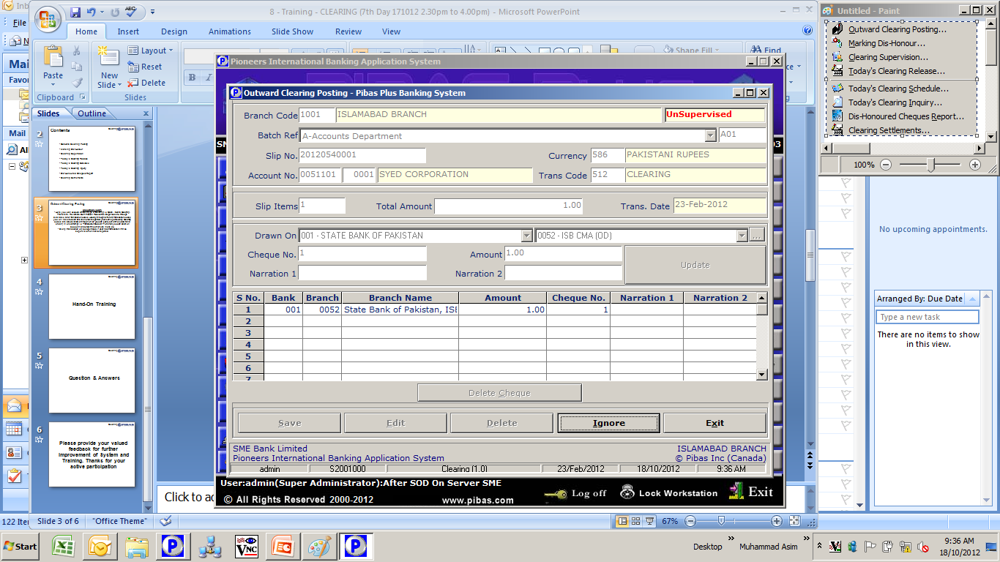 Inb
8 - Training - CLEARING (7th Day 171012 2.30pm to 4.00pm) - Microsoft PowerPoint
File
Home Insert Design Animations Slide Show Review View
Paste
Clipboard
New Slide
Layout
Reset
Delete
Slides
B I
Shape Fill
Find
Mai
Favor
Mail
All
Slides Outline
2
Contents
3
Outward Clearing Posting
4
Hand-On Training
5
Question & Answers
6
Please provide your valued
feedback for further
improvement of System and
Training. Thanks for your
active participation
Click to a
122 Iten
Slide 3 of 6 "Office Theme" 67%
Untitled - Paint
Outward Clearing Posting...
Marking Dis-Honour...
Clearing Supervision...
Today's Clearing Release...
Today's Clearing Schedule...
Today's Clearing Inquiry...
Dis-Honoured Cheques Report...
Clearing Settlements...
100%
No upcoming appointments.
Arranged By: Due Date
Type a new task
There are no items to show
in this view.
Pioneers International Banking Application System
PIBAS Plus
SM
03
Outward Clearing Posting - Pibas Plus Banking System
Branch Code 1001 ISLAMABAD BRANCH UnSupervised
Batch Ref A-Accounts Department A01
Slip No. 20120540001 Currency 586 PAKISTANI RUPEES
Account No. 0051101 0001 SYED CORPORATION Trans Code 512 CLEARING
Slip Items 1 Total Amount 1.00 Trans. Date 23-Feb-2012
Drawn On 001 - STATE BANK OF PAKISTAN 0052 - ISB CMA (OD) ...
Cheque No. 1 Amount 1.00 Update
Narration 1 Narration 2
S No. Bank Branch Branch Name Amount Cheque No. Narration 1 Narration 2
1 001 0052 State Bank of Pakistan, ISB 1.00 1
2
3
4
5
6
7
Delete Cheque
Save Edit Delete Ignore Exit
SME Bank Limited ISLAMABAD BRANCH
Pioneers International Banking Application System © Pibas Inc (Canada)
admin S2001000 Clearing (1.0) 23/Feb/2012 18/10/2012 9:36 AM
User:admin(Super Administrator):After SOD On Server SME
© All Rights Reserved 2000-2012 www.pibas.com Log off Lock Workstation Exit
Start Desktop Muhammad Asim 9:36 AM
18/10/2012